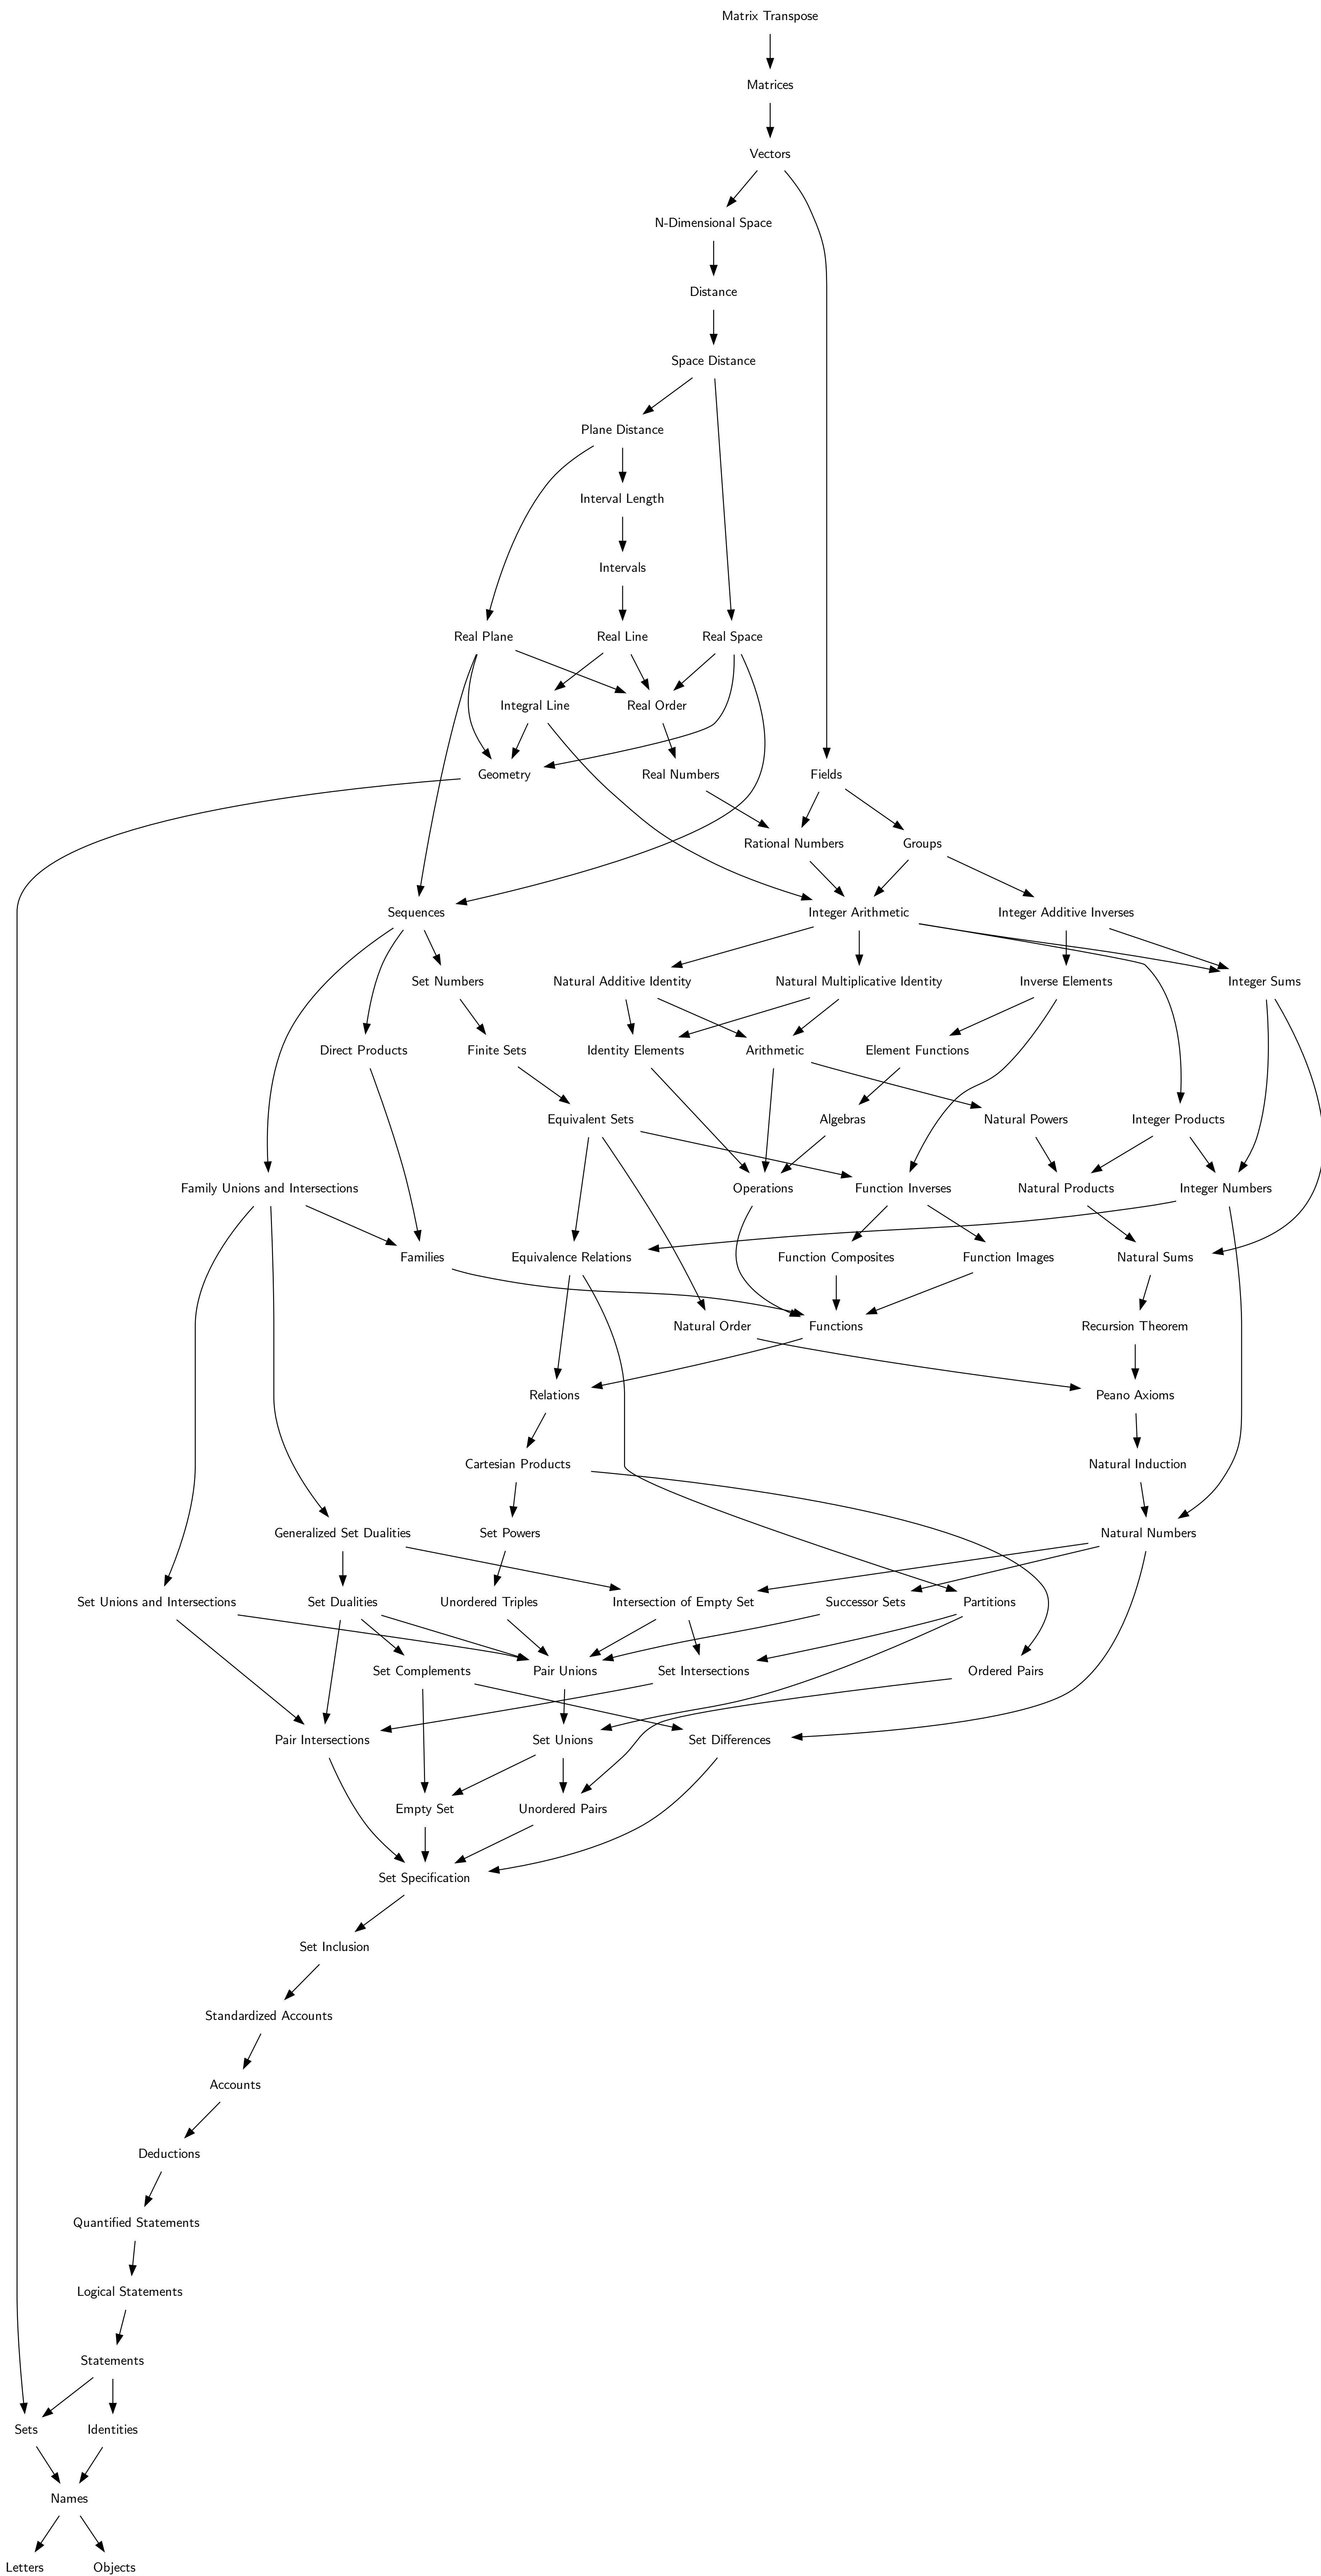 Matrix Transpose
Matrices
Vectors
N-Dimensional Space
Distance
Space Distance
Plane Distance
Interval Length
Intervals
Real Plane
Real Line
Real Space
Integral Line
Real Order
Geometry
Real Numbers
Fields
Rational Numbers
Groups
Sequences
Integer Arithmetic
Integer Additive Inverses
Set Numbers
Natural Additive Identity
Natural Multiplicative Identity
Inverse Elements
Integer Sums
Direct Products
Finite Sets
Identity Elements
Arithmetic
Element Functions
Equivalent Sets
Algebras
Natural Powers
Integer Products
Family Unions and Intersections
Operations
Function Inverses
Natural Products
Integer Numbers
Families
Equivalence Relations
Function Composites
Function Images
Natural Sums
Natural Order
Functions
Recursion Theorem
Relations
Peano Axioms
Cartesian Products
Natural Induction
Generalized Set Dualities
Set Powers
Natural Numbers
Set Unions and Intersections
Set Dualities
Unordered Triples
Intersection of Empty Set
Successor Sets
Partitions
Set Complements
Pair Unions
Set Intersections
Ordered Pairs
Pair Intersections
Set Unions
Set Differences
Empty Set
Unordered Pairs
Set Specification
Set Inclusion
Standardized Accounts
Accounts
Deductions
Quantified Statements
Logical Statements
Statements
Sets
Identities
Names
Letters
Objects